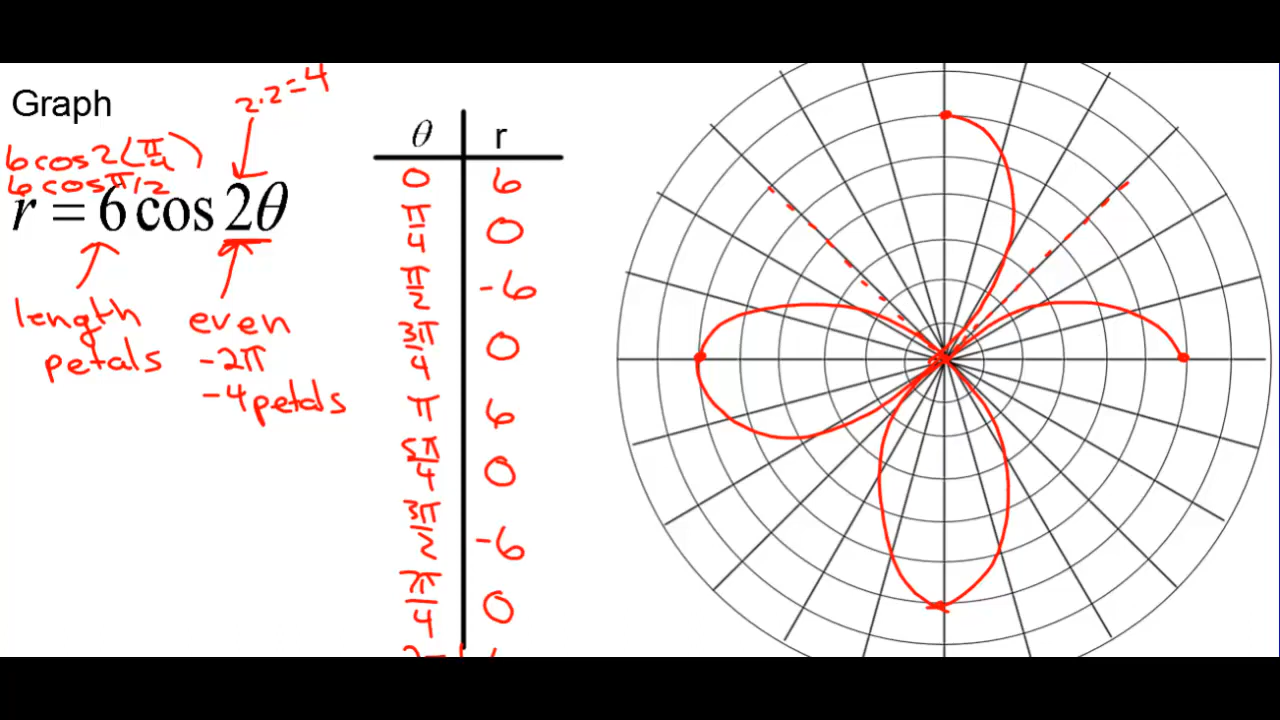 Graph
2·2=4
6cos2(π/4)
6cosπ/2
r = 6 cos 2θ
length
petals
even
-2π
-4petals
θ r
0 6
π/4 0
π/2 -6
3π/4 0
π 6
5π/4 0
3π/2 -6
7π/4 0